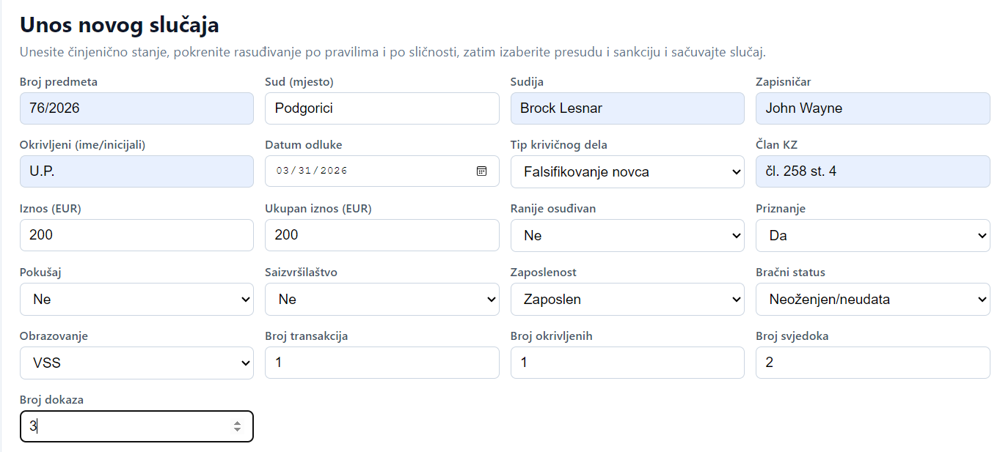 Unos novog slučaja
Unesite činjenično stanje, pokrenite rasuđivanje po pravilima i po sličnosti, zatim izaberite presudu i sankciju i sačuvajte slučaj.
Broj predmeta Sud (mjesto) Sudija Zapisničar
76/2026 Podgorici Brock Lesnar John Wayne
Okrivljeni (ime/inicijali) Datum odluke Tip krivičnog dela Član KZ
U.P. 03/31/2026 Falsifikovanje novca čl. 258 st. 4
Iznos (EUR) Ukupan iznos (EUR) Ranije osuđivan Priznanje
200 200 Ne Da
Pokušaj Saizvršilaštvo Zaposlenost Bračni status
Ne Ne Zaposlen Neoženjen/neudata
Obrazovanje Broj transakcija Broj okrivljenih Broj svjedoka
VSS 1 1 2
Broj dokaza
3